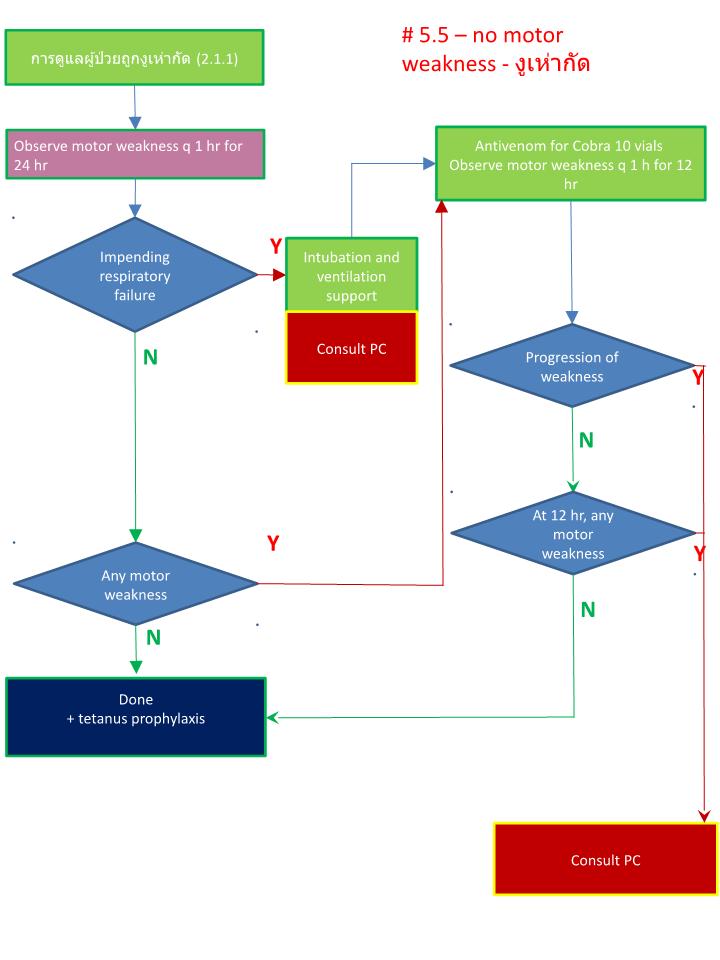 # 5.5 – no motor
weakness - งูเห่ากัด
การดูแลผู้ป่วยถูกงูเห่ากัด (2.1.1)
Observe motor weakness q 1 hr for
24 hr
Impending
respiratory
failure
Y
Intubation and
ventilation
support
Consult PC
N
Antivenom for Cobra 10 vials
Observe motor weakness q 1 h for 12
hr
Progression of
weakness
Y
N
At 12 hr, any
motor
weakness
Y
N
Any motor
weakness
Y
N
Done
+ tetanus prophylaxis
Consult PC